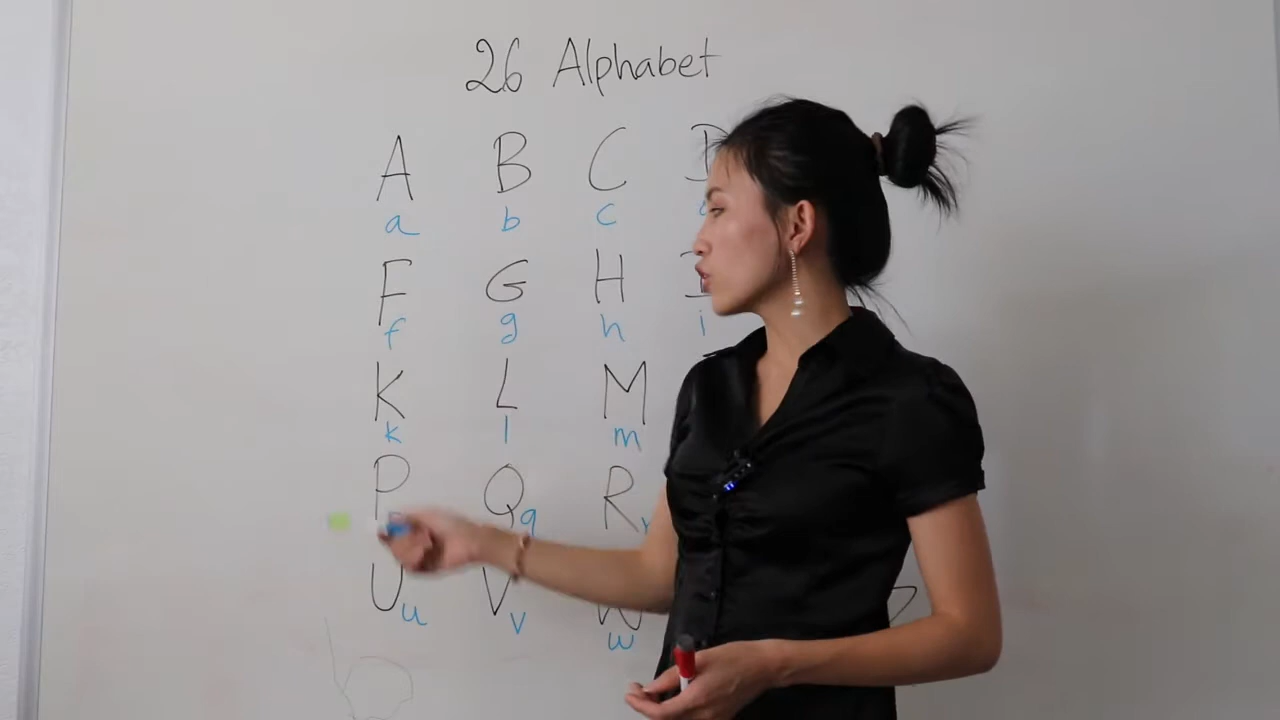 26 Alphabet
A B C D
a b c
F G H I
f g h i
K L M
k l m
P Q R
p q r
U V W
u v w